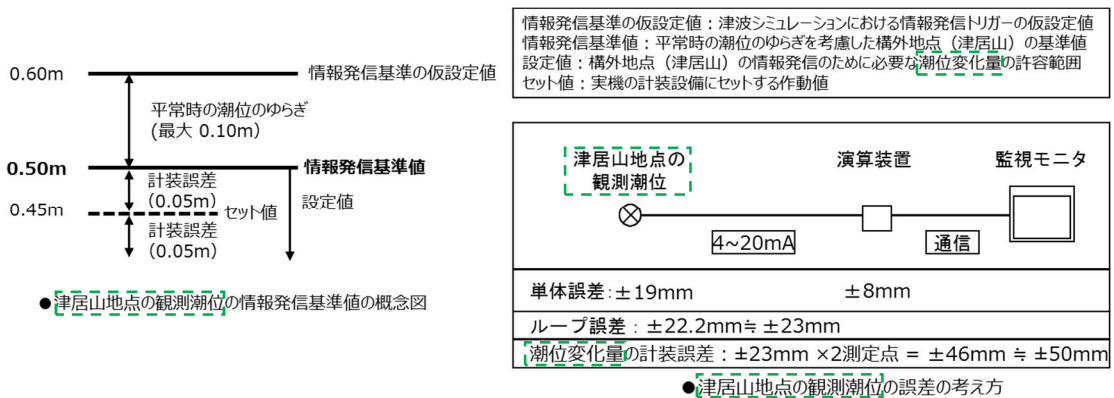 0.60m
情報発信基準の仮設定値
平常時の潮位のゆらぎ
(最大 0.10m)
0.50m
情報発信基準値
計装誤差
(0.05m)
設定値
0.45m
セット値
計装誤差
(0.05m)
●津居山地点の観測潮位の情報発信基準値の概念図
情報発信基準の仮設定値：津波シミュレーションにおける情報発信トリガーの仮設定値
情報発信基準値：平常時の潮位のゆらぎを考慮した構外地点（津居山）の基準値
設定値：構外地点（津居山）の情報発信のために必要な潮位変化量の許容範囲
セット値：実機の計装設備にセットする作動値
津居山地点の
観測潮位
演算装置
監視モニタ
4~20mA
通信
単体誤差:±19mm
±8mm
ループ誤差：±22.2mm≒ ±23mm
潮位変化量の計装誤差：±23mm ×2測定点 = ±46mm ≒ ±50mm
●津居山地点の観測潮位の誤差の考え方